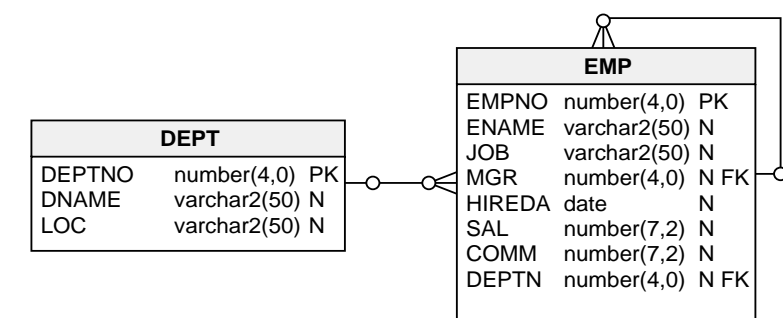 DEPT
DEPTNO number(4,0) PK
DNAME varchar2(50) N
LOC varchar2(50) N
EMP
EMPNO number(4,0) PK
ENAME varchar2(50) N
JOB varchar2(50) N
MGR number(4,0) N FK
HIREDA date N
SAL number(7,2) N
COMM number(7,2) N
DEPTN number(4,0) N FK